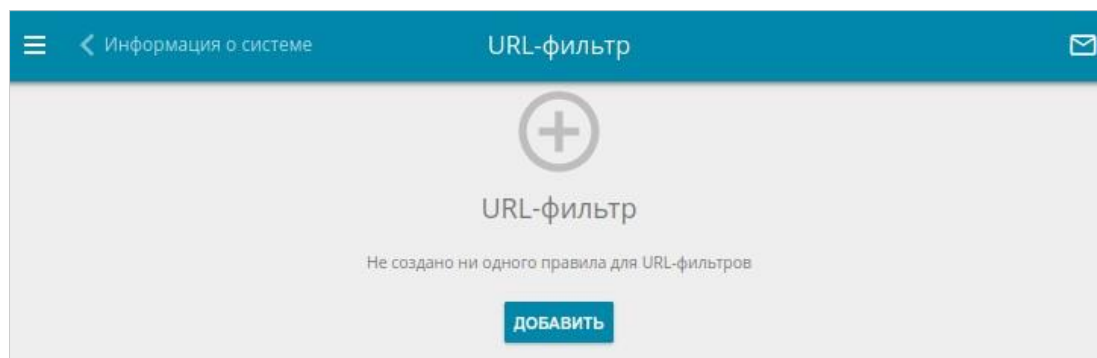 Информация о системе
URL-фильтр
URL-фильтр
Не создано ни одного правила для URL-фильтров
ДОБАВИТЬ